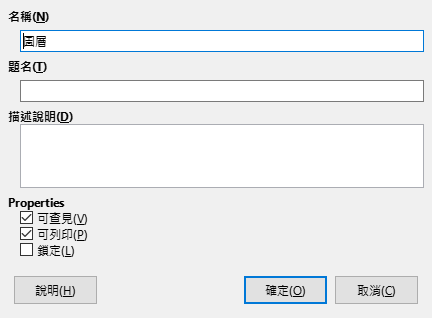 名稱(N)
圖層
題名(T)
描述說明(D)
Properties
可查見(V)
可列印(P)
鎖定(L)
說明(H)
確定(O)
取消(C)